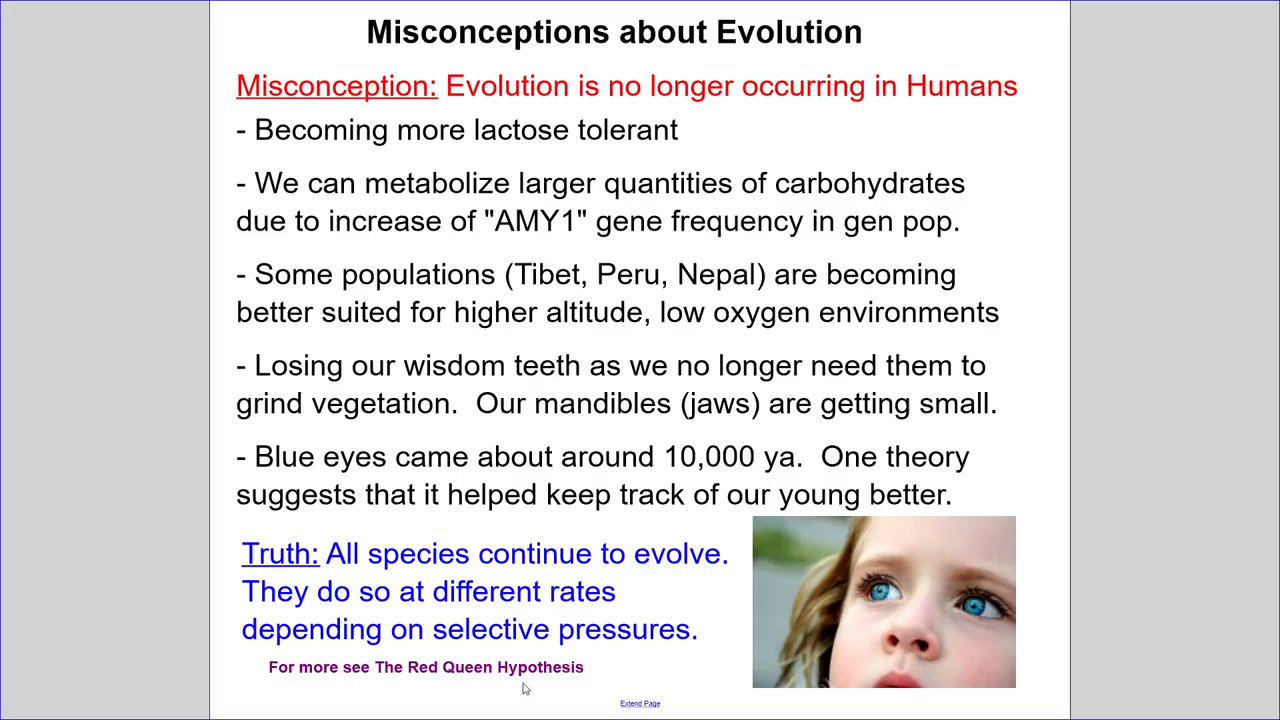 Misconceptions about Evolution
Misconception: Evolution is no longer occurring in Humans
- Becoming more lactose tolerant
- We can metabolize larger quantities of carbohydrates
due to increase of "AMY1" gene frequency in gen pop.
- Some populations (Tibet, Peru, Nepal) are becoming
better suited for higher altitude, low oxygen environments
- Losing our wisdom teeth as we no longer need them to
grind vegetation.  Our mandibles (jaws) are getting small.
- Blue eyes came about around 10,000 ya.  One theory
suggests that it helped keep track of our young better.
Truth: All species continue to evolve.
They do so at different rates
depending on selective pressures.
For more see The Red Queen Hypothesis
Extend Page